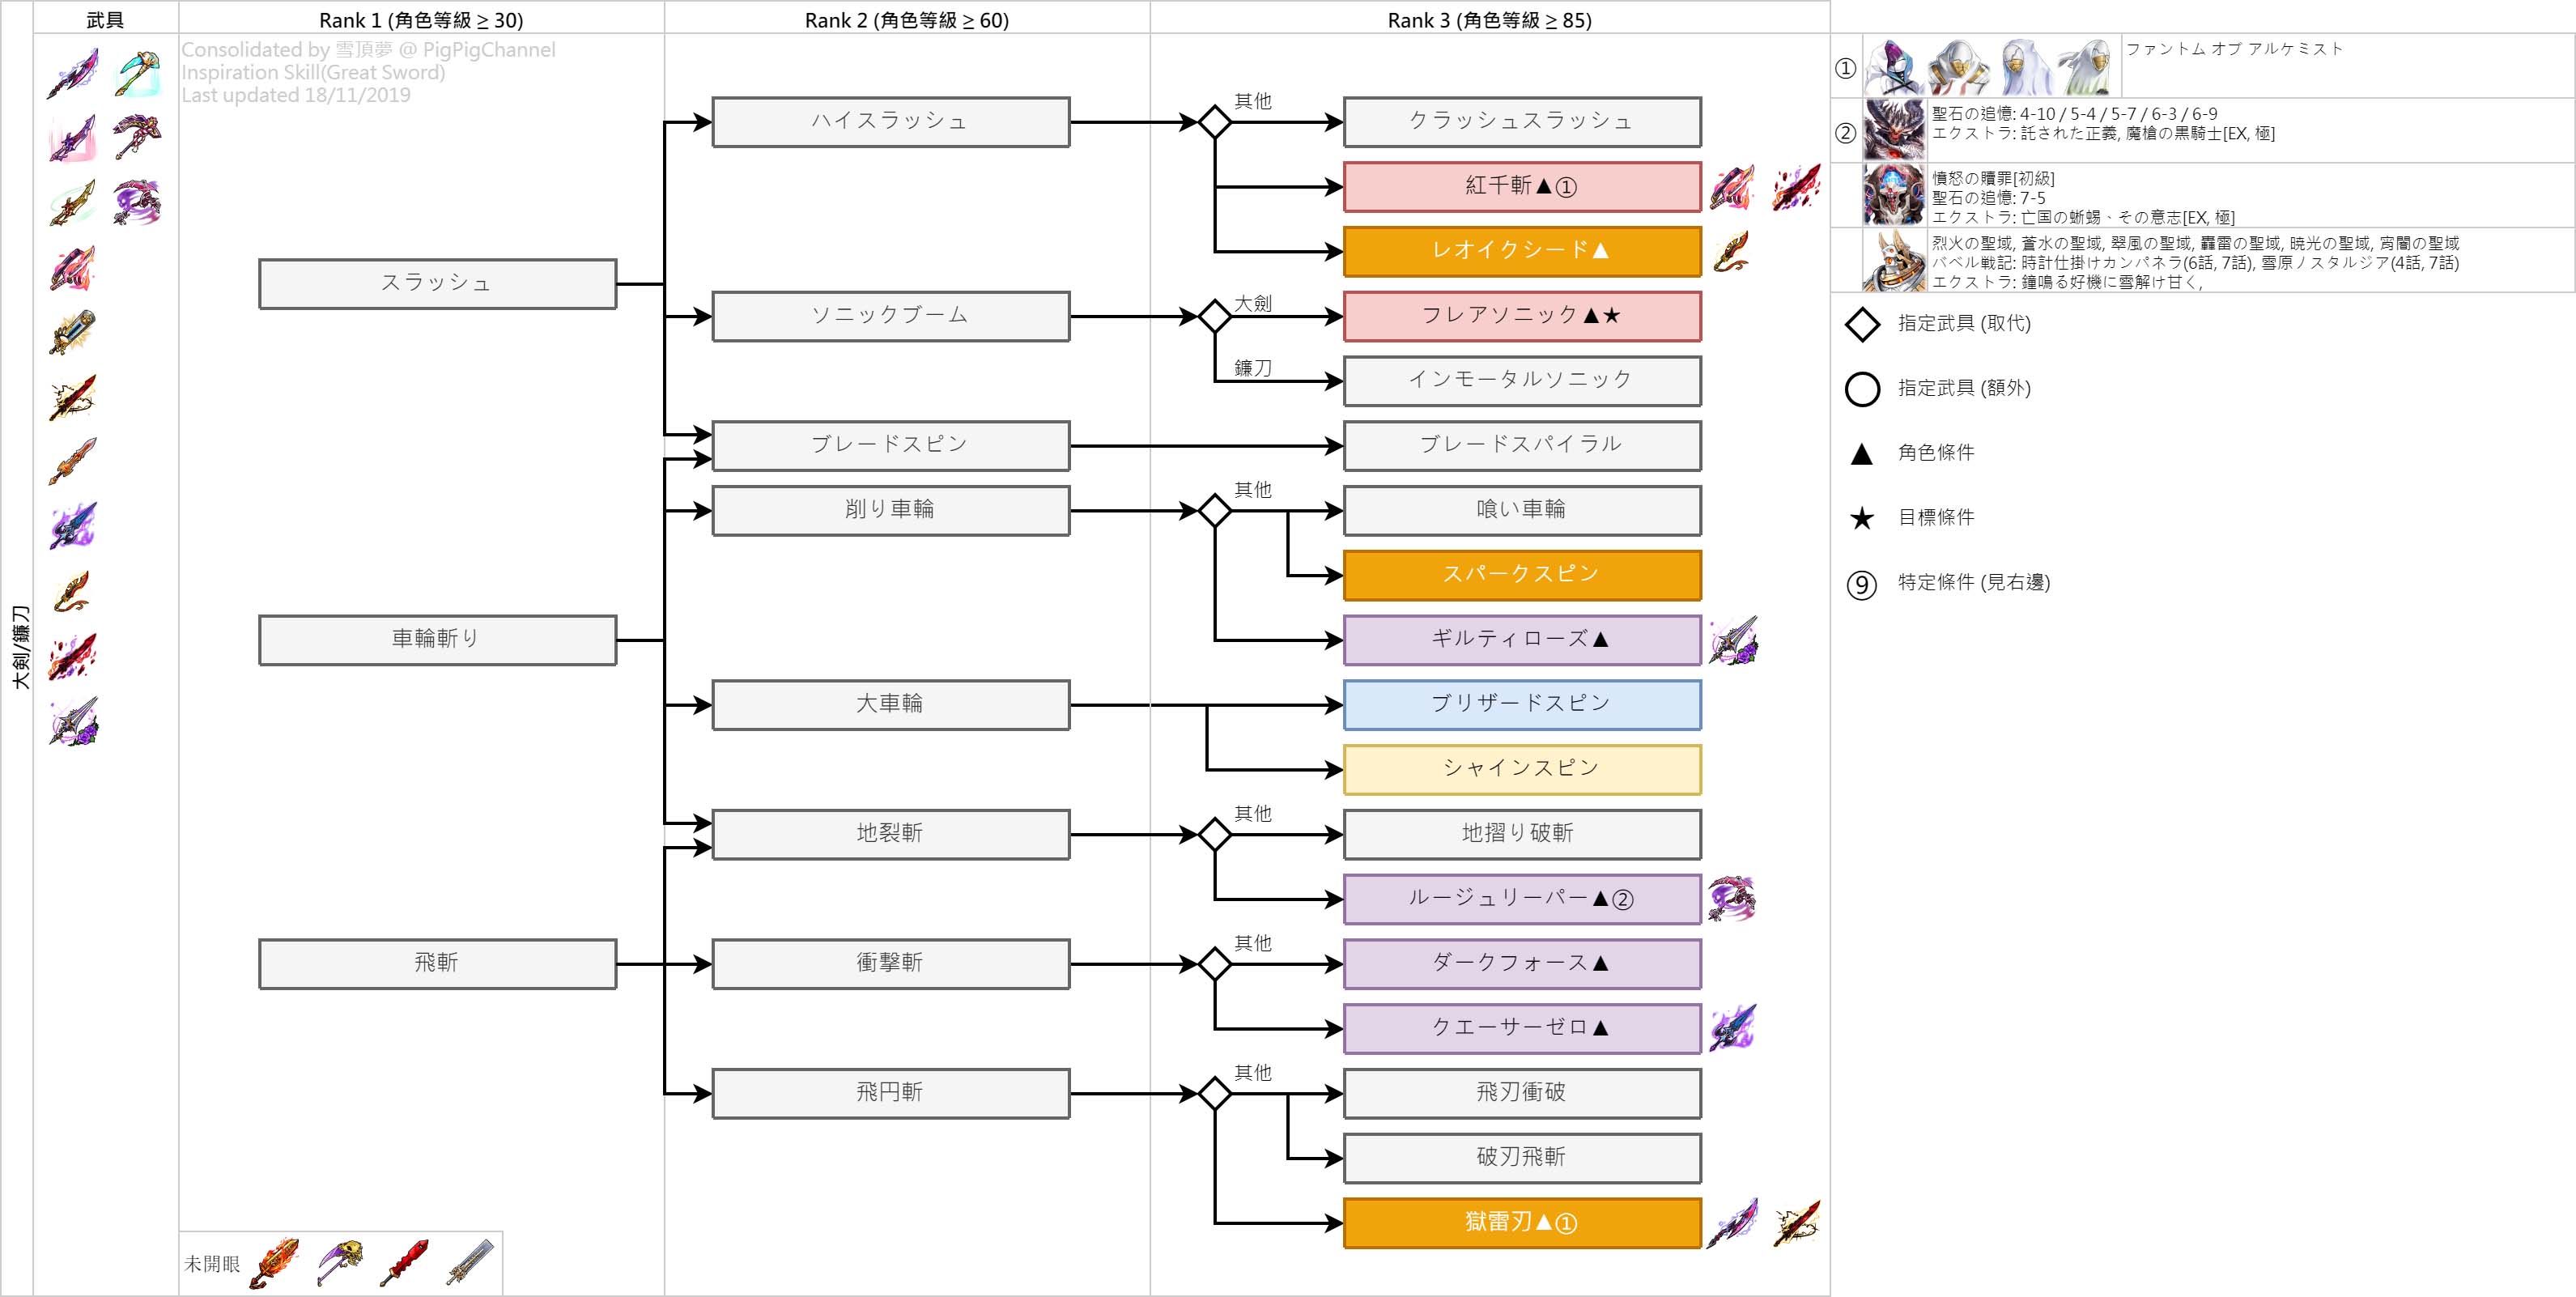 武具
Rank 1 (角色等級 ≥ 30)
Rank 2 (角色等級 ≥ 60)
Rank 3 (角色等級 ≥ 85)
Consolidated by 雪頂夢 @ PigPigChannel
Inspiration Skill(Great Sword)
Last updated 18/11/2019
大剣/鐮刀
スラッシュ
車輪斬り
飛斬
ハイスラッシュ
ソニックブーム
ブレードスピン
削り車輪
大車輪
地裂斬
衝撃斬
飛円斬
其他
クラッシュスラッシュ
紅千斬▲①
レオイクシード▲
大劍
フレアソニック▲★
鐮刀
インモータルソニック
ブレードスパイラル
其他
喰い車輪
スパークスピン
ギルティローズ▲
ブリザードスピン
シャインスピン
其他
地摺り破斬
ルージュリーパー▲②
其他
ダークフォース▲
クエーサーゼロ▲
其他
飛刃衝破
破刃飛斬
獄雷刃▲①
未開眼
①
ファントム オブ アルケミスト
②
聖石の追憶: 4-10 / 5-4 / 5-7 / 6-3 / 6-9
エクストラ: 託された正義, 魔槍の黒騎士[EX, 極]
憤怒の贖罪[初級]
聖石の追憶: 7-5
エクストラ: 亡国の蜥蜴、その意志[EX, 極]
烈火の聖域, 蒼水の聖域, 翠風の聖域, 轟雷の聖域, 暁光の聖域, 宵闇の聖域
バベル戦記: 時計仕掛けカンパネラ(6話, 7話), 雪原ノスタルジア(4話, 7話)
エクストラ: 鐘鳴る好機に雪解け甘く,
指定武具 (取代)
指定武具 (額外)
▲ 角色條件
★ 目標條件
⑨ 特定條件 (見右邊)